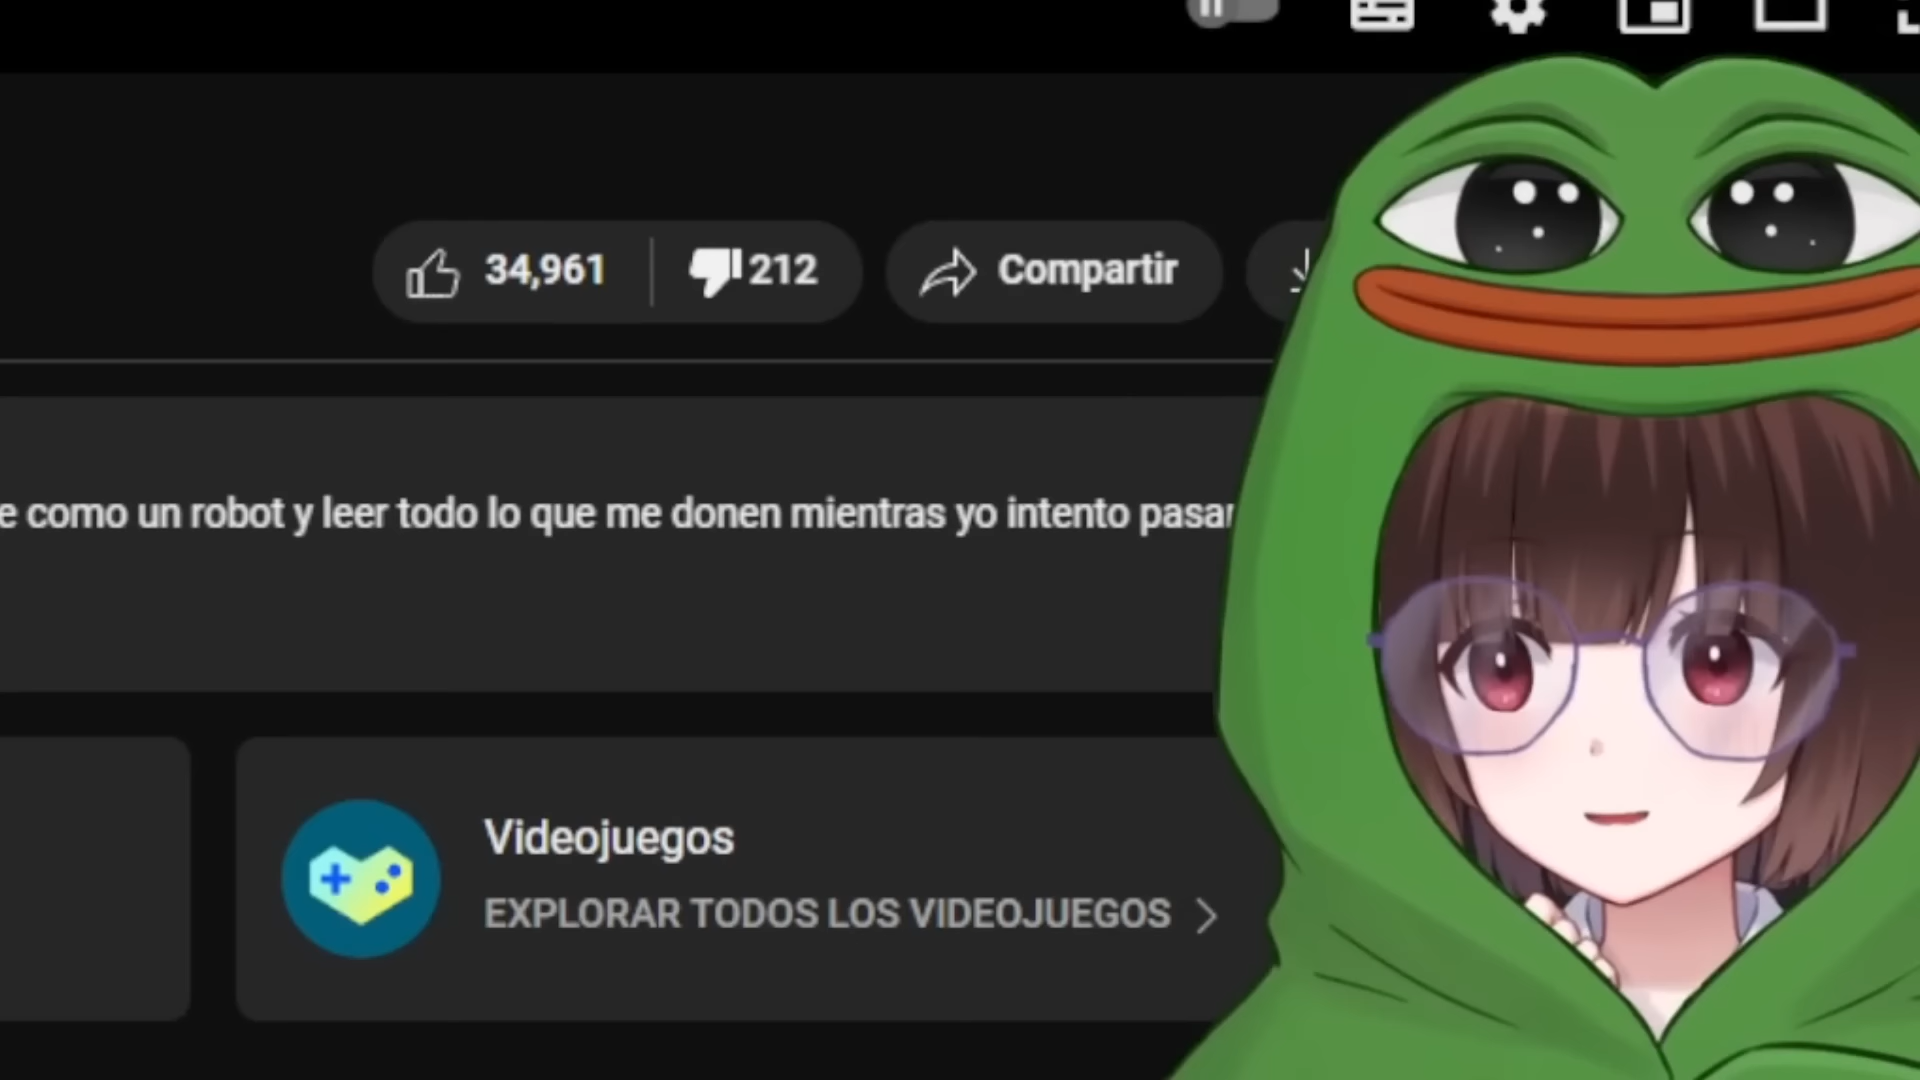 34,961
212
Compartir
e como un robot y leer todo lo que me donen mientras yo intento pasar
Videojuegos
EXPLORAR TODOS LOS VIDEOJUEGOS